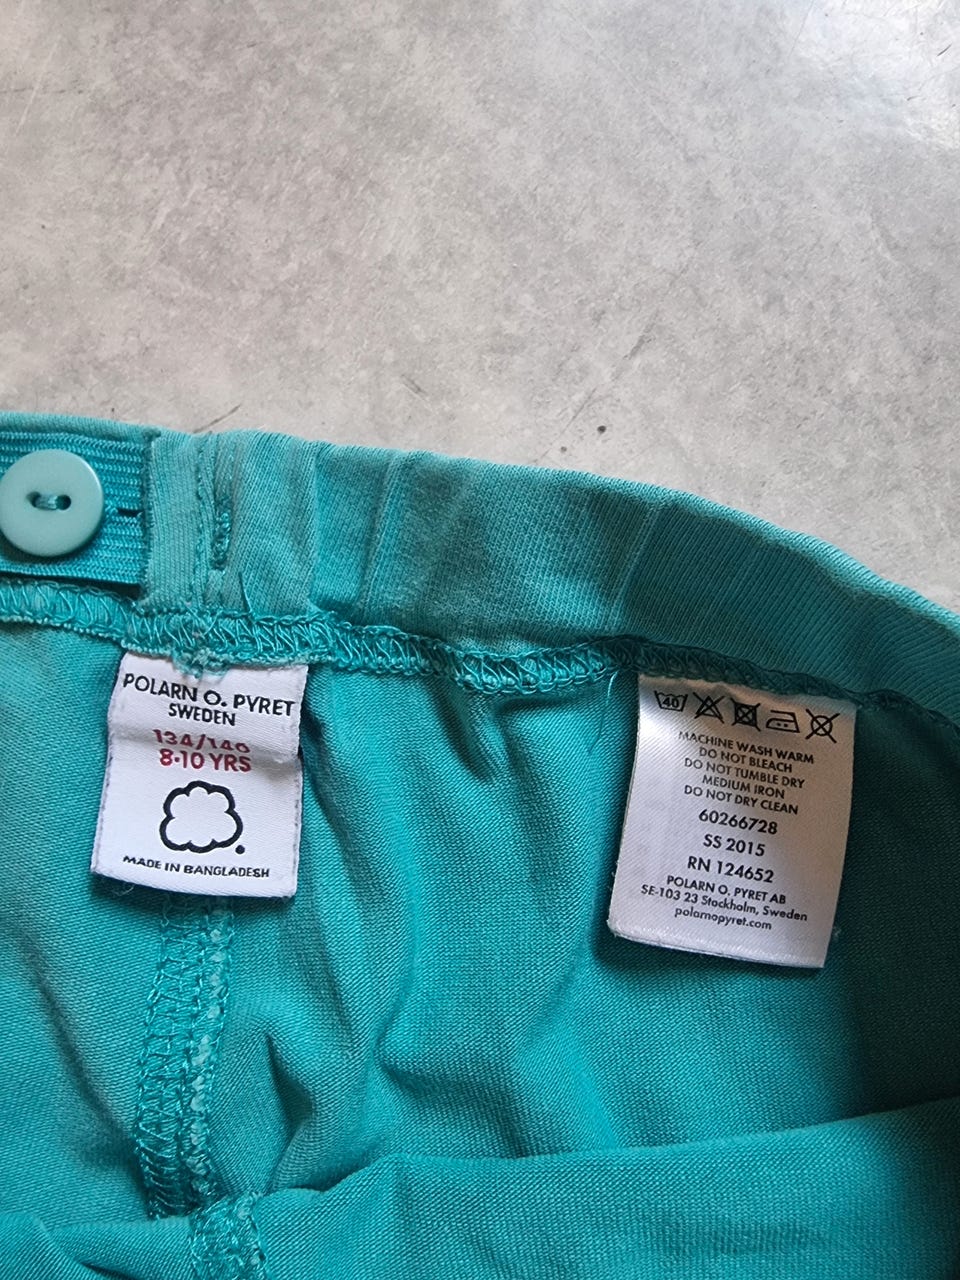 POLARN O. PYRET
SWEDEN
134/140
8-10 YRS
MADE IN BANGLADESH
40
MACHINE WASH WARM
DO NOT BLEACH
DO NOT TUMBLE DRY
MEDIUM IRON
DO NOT DRY CLEAN
60266728
SS 2015
RN 124652
POLARN O. PYRET AB
SE-103 23 Stockholm, Sweden
polarnopyret.com